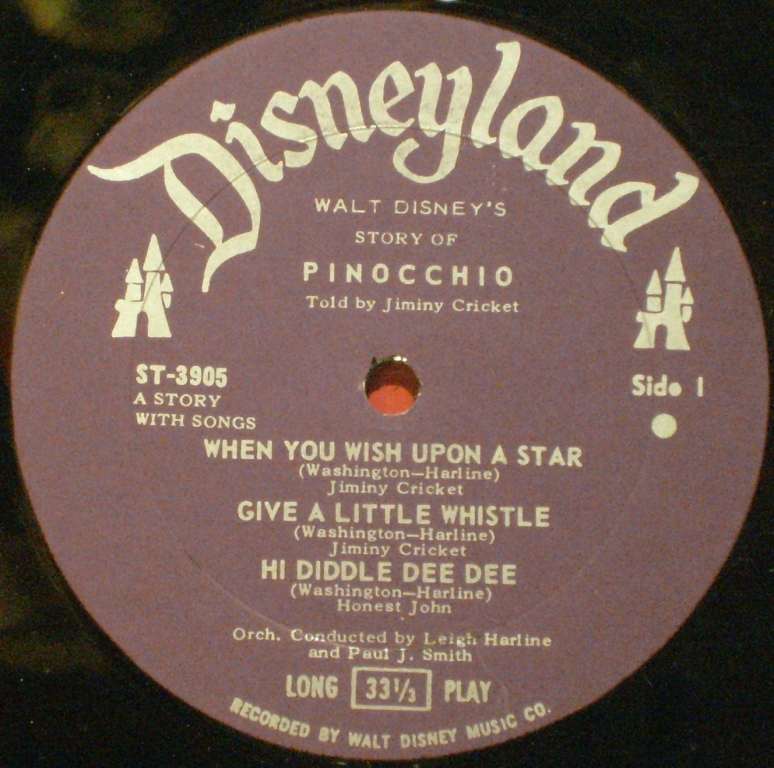 Disneyland
WALT DISNEY'S
STORY OF
PINOCCHIO
Told by Jiminy Cricket
ST-3905
A STORY
WITH SONGS
Side 1
WHEN YOU WISH UPON A STAR
(Washington—Harline)
Jiminy Cricket
GIVE A LITTLE WHISTLE
(Washington—Harline)
Jiminy Cricket
HI DIDDLE DEE DEE
(Washington—Harline)
Honest John
Orch. Conducted by Leigh Harline
and Paul J. Smith
LONG 33⅓ PLAY
RECORDED BY WALT DISNEY MUSIC CO.